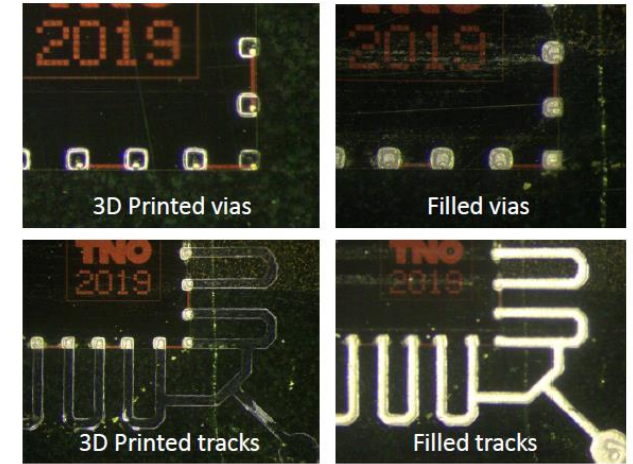 TNO
2019
3D Printed vias
TNO
2019
Filled vias
TNO
2019
3D Printed tracks
TNO
2019
Filled tracks